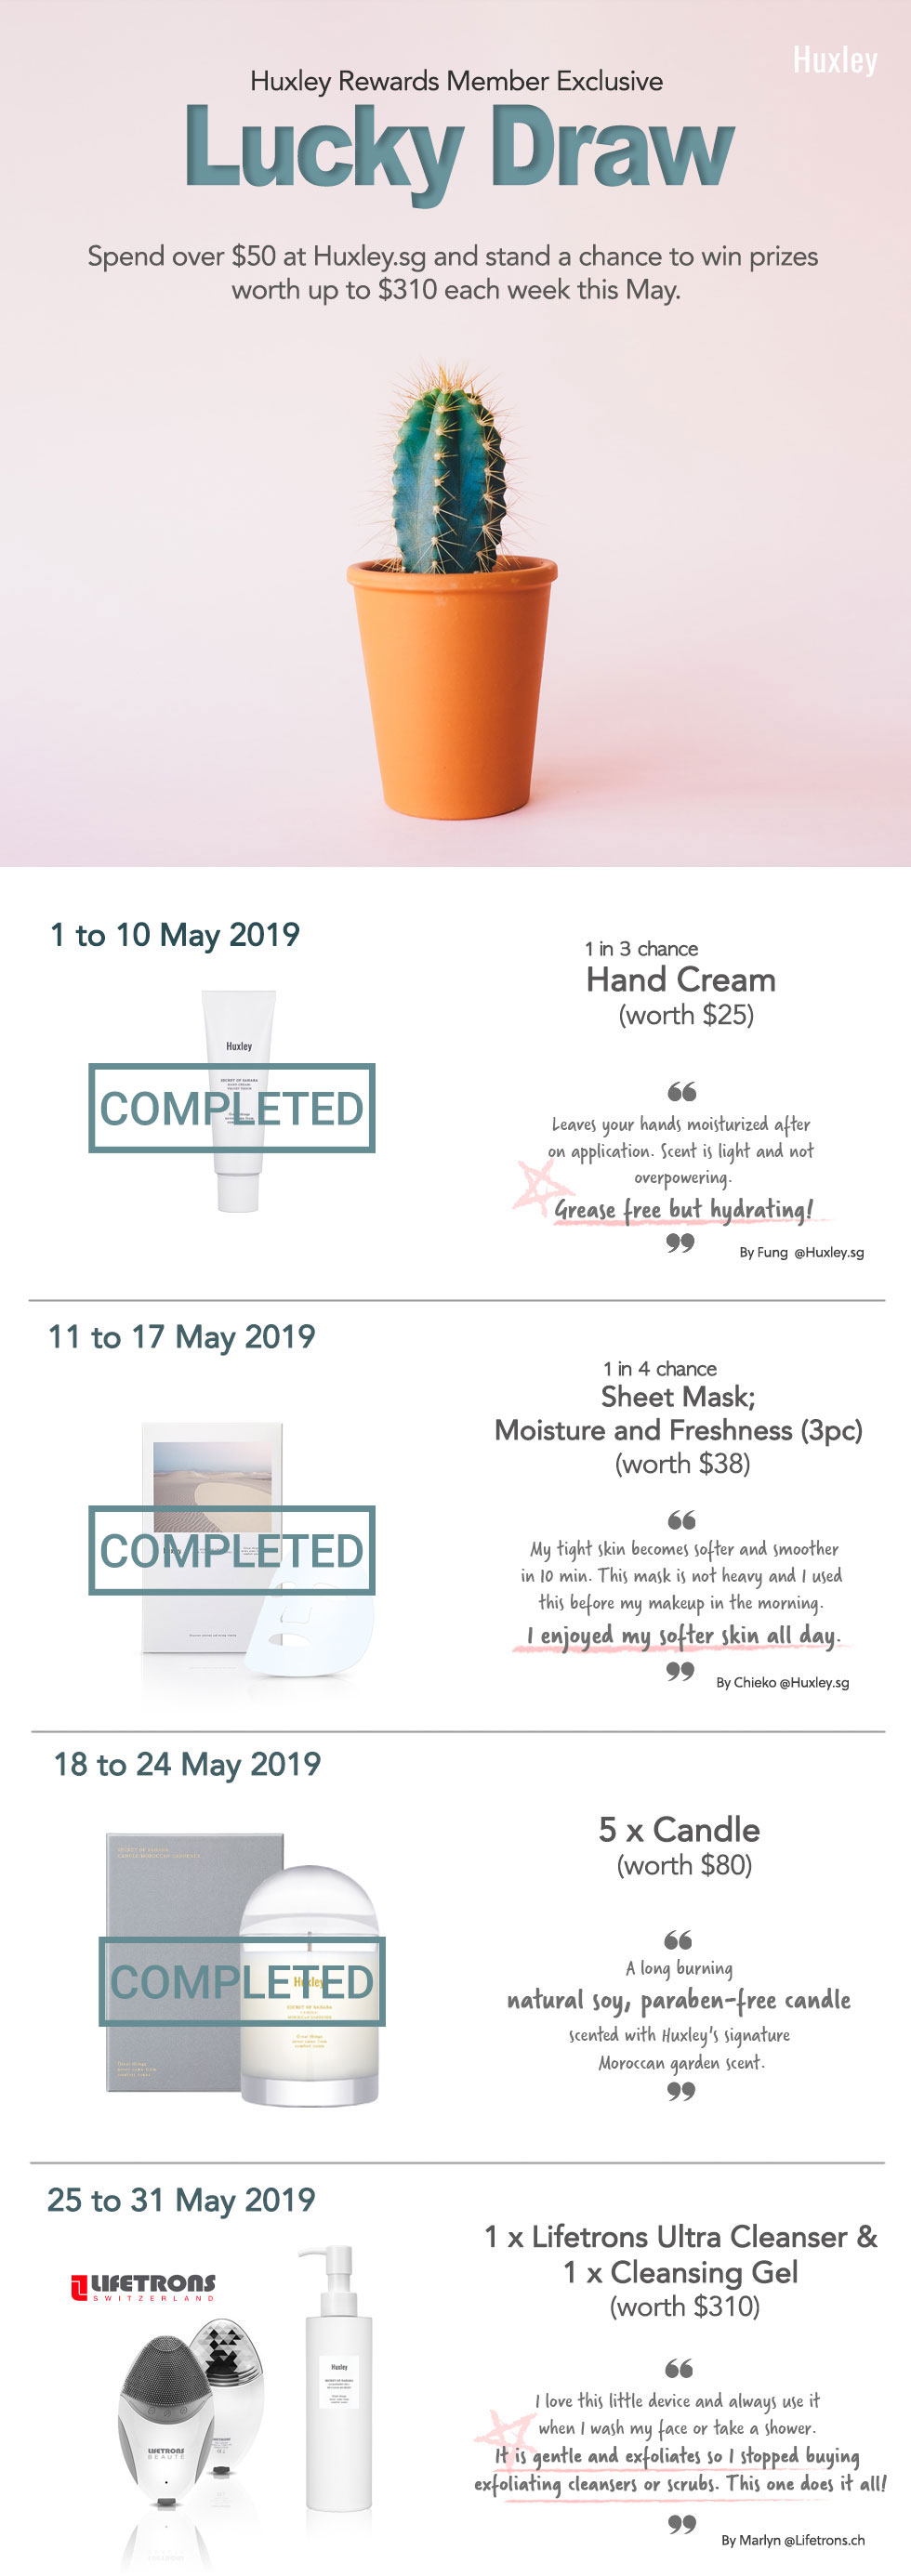 Huxley
Huxley Rewards Member Exclusive
Lucky Draw
Spend over $50 at Huxley.sg and stand a chance to win prizes
worth up to $310 each week this May.
1 to 10 May 2019
Huxley
COMPLETED
1 in 3 chance
Hand Cream
(worth $25)
“
Leaves your hands moisturized after
on application. Scent is light and not
overpowering.
Grease free but hydrating!
”
By Fung @Huxley.sg
11 to 17 May 2019
COMPLETED
1 in 4 chance
Sheet Mask;
Moisture and Freshness (3pc)
(worth $38)
“
My tight skin becomes softer and smoother
in 10 min. This mask is not heavy and I used
this before my makeup in the morning.
I enjoyed my softer skin all day.
”
By Chieko @Huxley.sg
18 to 24 May 2019
Huxley
COMPLETED
5 x Candle
(worth $80)
“
A long burning
natural soy, paraben-free candle
scented with Huxley's signature
Moroccan garden scent.
”
25 to 31 May 2019
LIFETRONS
SWITZERLAND
LIFETRONS
BEAUTE
Huxley
1 x Lifetrons Ultra Cleanser &
1 x Cleansing Gel
(worth $310)
“
I love this little device and always use it
when I wash my face or take a shower.
It is gentle and exfoliates so I stopped buying
exfoliating cleansers or scrubs. This one does it all!
”
By Marlyn @Lifetrons.ch